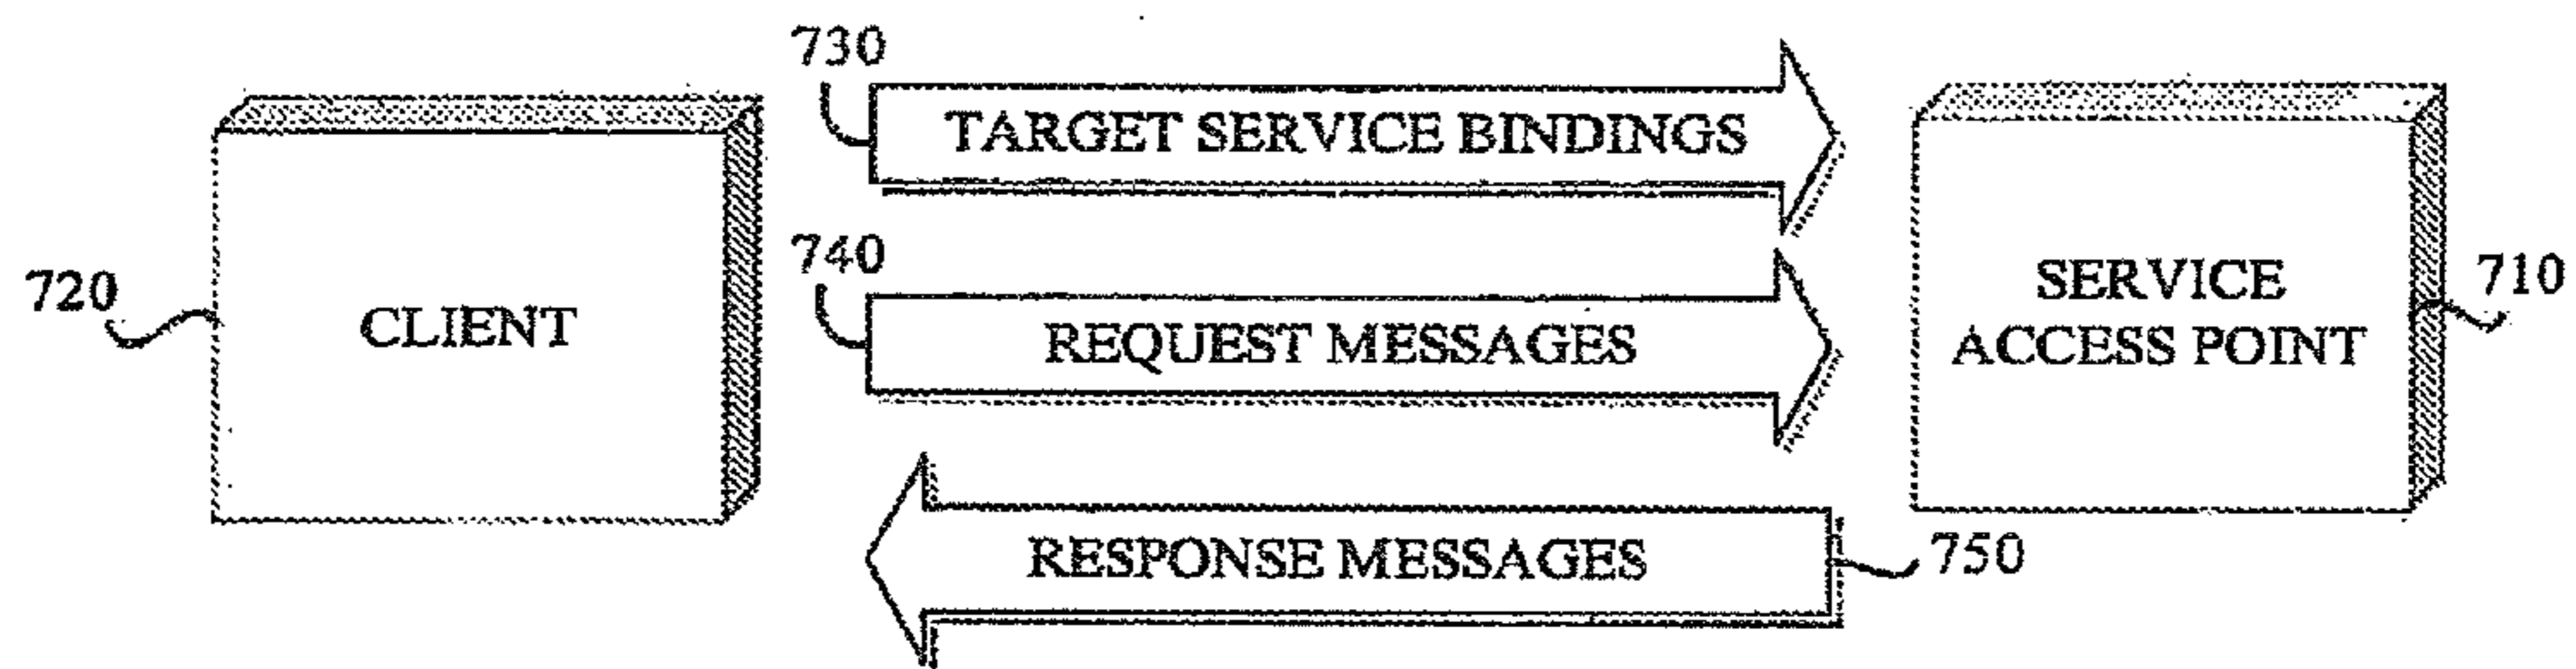 730
TARGET SERVICE BINDINGS
740
720
CLIENT
REQUEST MESSAGES
SERVICE
ACCESS POINT
710
RESPONSE MESSAGES
750